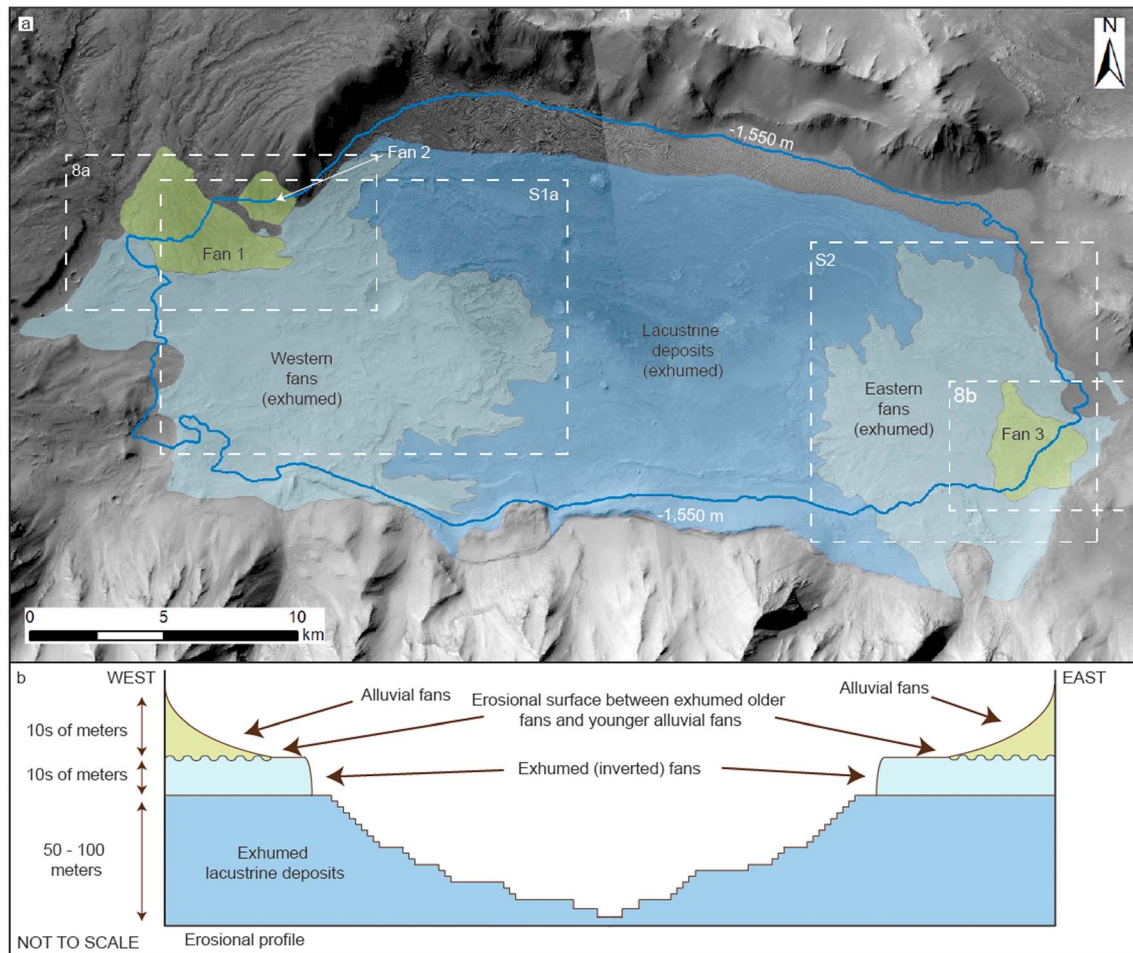 a
N
-1,550 m
8a
Fan 2
S1a
Fan 1
S2
Lacustrine
deposits
(exhumed)
Western
fans
(exhumed)
Eastern
fans
(exhumed)
8b
Fan 3
-1,550 m
0 5 10
km
b
WEST
EAST
Alluvial fans
Alluvial fans
Erosional surface between exhumed older
fans and younger alluvial fans
10s of meters
10s of meters
Exhumed (inverted) fans
50 - 100
meters
Exhumed
lacustrine deposits
NOT TO SCALE
Erosional profile